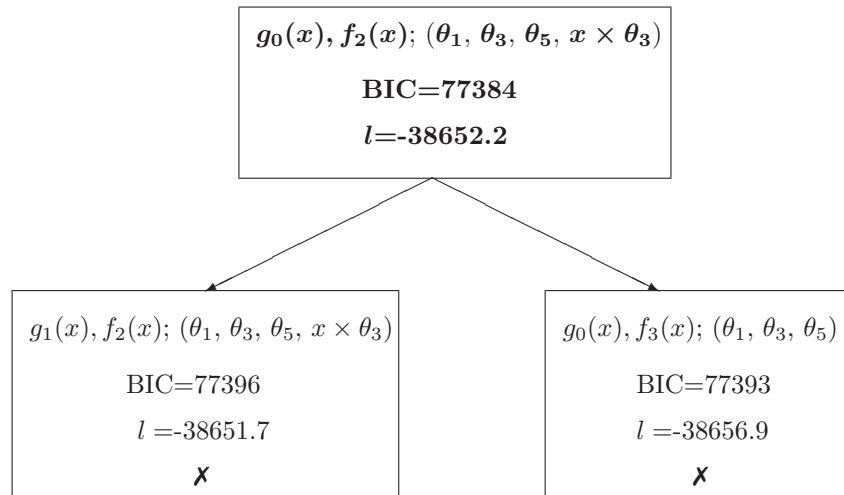 g₀(x), f₂(x); (θ₁, θ₃, θ₅, x × θ₃)
BIC=77384
l=-38652.2
g₁(x), f₂(x); (θ₁, θ₃, θ₅, x × θ₃)
BIC=77396
l =-38651.7
✗
g₀(x), f₃(x); (θ₁, θ₃, θ₅)
BIC=77393
l =-38656.9
✗